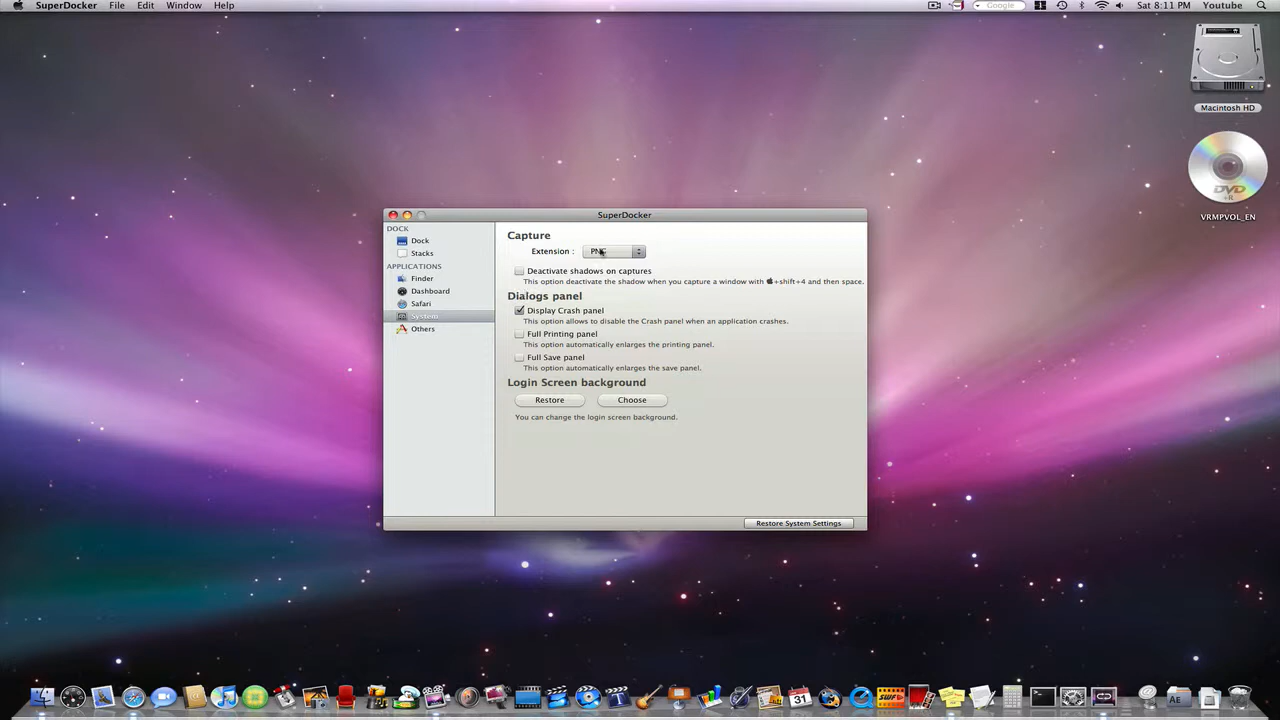 SuperDocker File Edit Window Help Google Sat 8:11 PM Youtube
Macintosh HD
DVD
+R
VRMPVOL_EN
SuperDocker
DOCK
Dock
Stacks
APPLICATIONS
Finder
Dashboard
Safari
System
Others
Capture
Extension : PNG
Deactivate shadows on captures
This option deactivate the shadow when you capture a window with +shift+4 and then space.
Dialogs panel
Display Crash panel
This option allows to disable the Crash panel when an application crashes.
Full Printing panel
This option automatically enlarges the printing panel.
Full Save panel
This option automatically enlarges the save panel.
Login Screen background
Restore Choose
You can change the login screen background.
Restore System Settings
SWF
AE